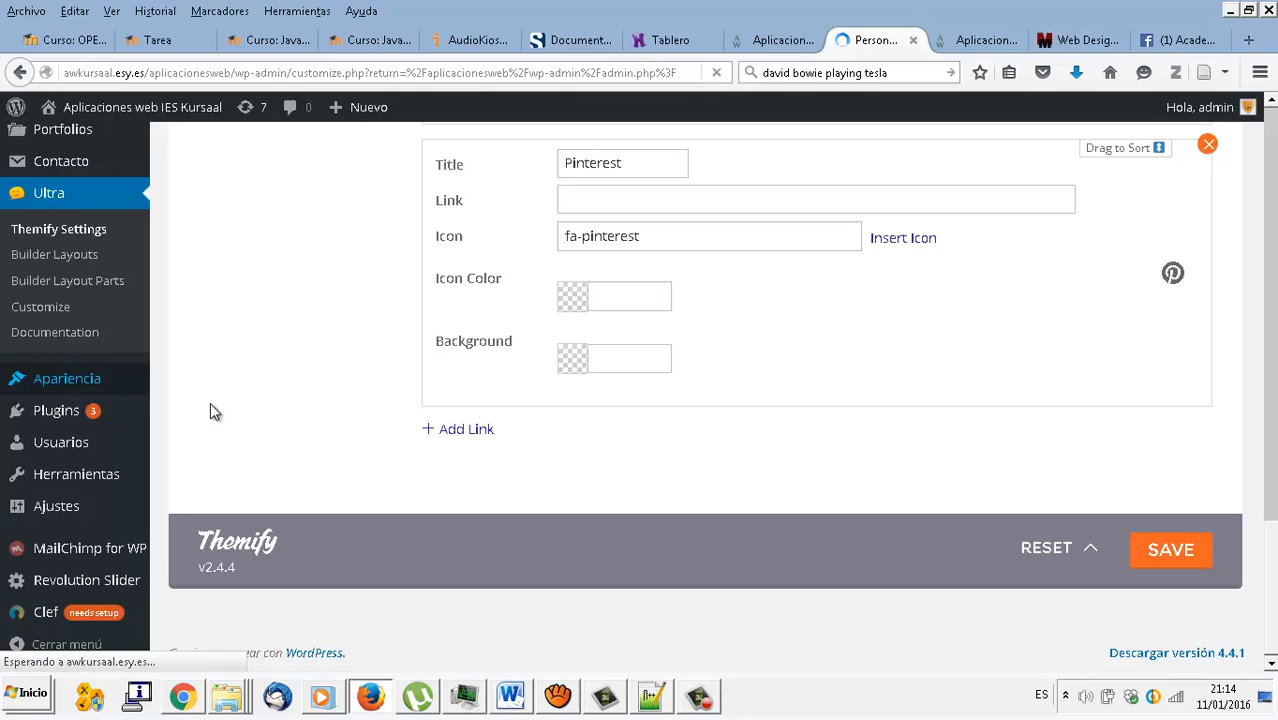 Archivo Editar Ver Historial Marcadores Herramientas Ayuda
Curso: OPE... Tarea Curso: Java... Curso: Java... AudioKios... Document... Tablero Aplicacion... Person... Aplicacion... Web Desig... (1) Acade...
awkursaal.esy.es/aplicacionesweb/wp-admin/customize.php?return=%2Faplicacionesweb%2Fwp-admin%2Fadmin.php%3F david bowie playing tesla
Aplicaciones web IES Kursaal 7 0 Nuevo Hola, admin
Portfolios
Contacto
Ultra
Themify Settings
Builder Layouts
Builder Layout Parts
Customize
Documentation
Apariencia
Plugins 3
Usuarios
Herramientas
Ajustes
MailChimp for WP
Revolution Slider
Clef needs setup
Cerrar menú
Esperando a awkursaal.esy.es...
Drag to Sort
Title Pinterest
Link
Icon fa-pinterest Insert Icon
Icon Color
Background
+ Add Link
Themify
v2.4.4
RESET SAVE
ear con WordPress. Descargar versión 4.4.1
Inicio ES 21:14
11/01/2016